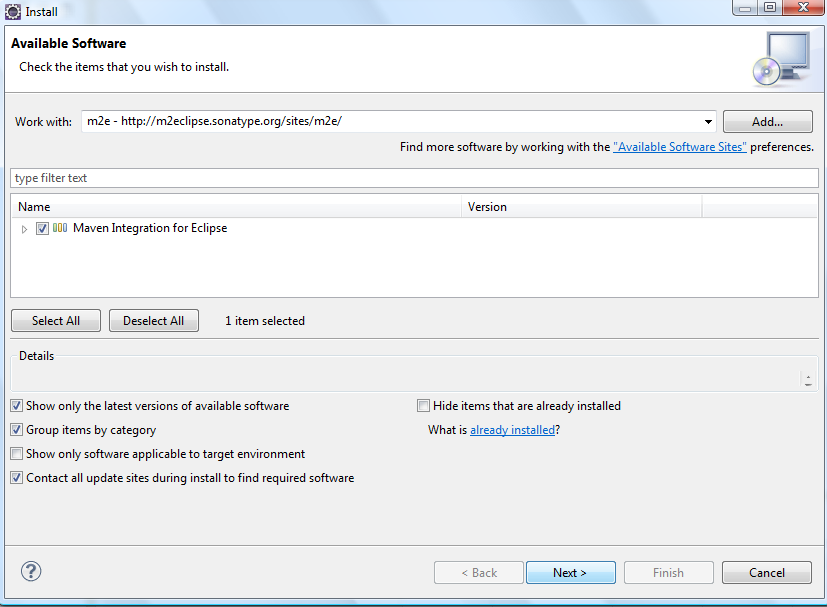 Install
Available Software
Check the items that you wish to install.
Work with: m2e - http://m2eclipse.sonatype.org/sites/m2e/ Add...
Find more software by working with the "Available Software Sites" preferences.
type filter text
Name Version
Maven Integration for Eclipse
Select All Deselect All 1 item selected
Details
Show only the latest versions of available software Hide items that are already installed
Group items by category What is already installed?
Show only software applicable to target environment
Contact all update sites during install to find required software
? < Back Next > Finish Cancel